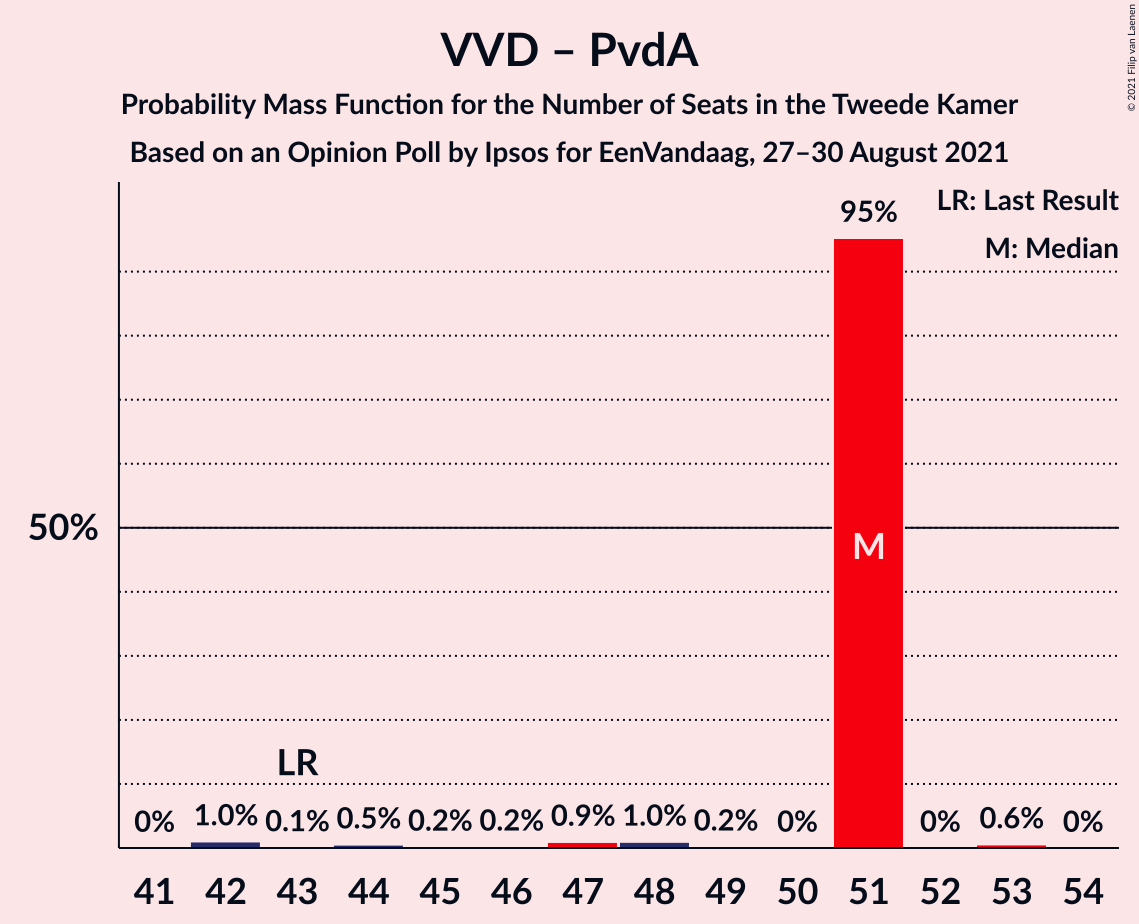 VVD – PvdA
Probability Mass Function for the Number of Seats in the Tweede Kamer
Based on an Opinion Poll by Ipsos for EenVandaag, 27–30 August 2021
© 2021 Filip van Laenen
LR: Last Result
M: Median
95%
50%
M
LR
0% 1.0% 0.1% 0.5% 0.2% 0.2% 0.9% 1.0% 0.2% 0% 0% 0.6% 0%
41 42 43 44 45 46 47 48 49 50 51 52 53 54